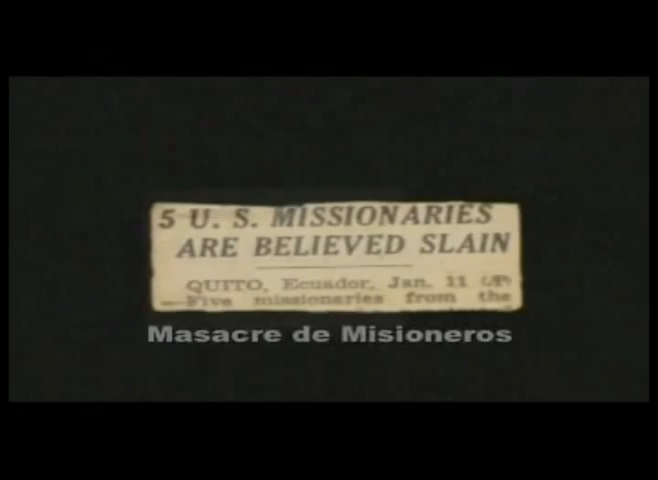 5 U. S. MISSIONARIES
ARE BELIEVED SLAIN
QUITO, Ecuador, Jan. 11
—Five missionaries from the
Masacre de Misioneros